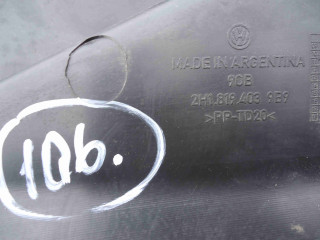 MADE IN ARGENTINA
90B
2H1.819.403 9B9
>PP-TD20<
10b.